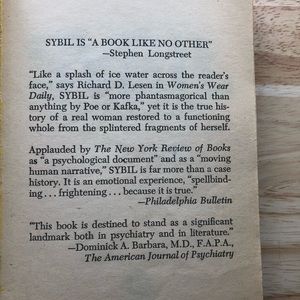 SYBIL IS "A BOOK LIKE NO OTHER"
—Stephen Longstreet
"Like a splash of ice water across the reader's
face," says Richard D. Lesen in Women's Wear
Daily, SYBIL is "more phantasmagorical than
anything by Poe or Kafka," yet it is the true his-
tory of a real woman restored to a functioning
whole from the splintered fragments of herself.
Applauded by The New York Review of Books
as "a psychological document" and as a "moving
human narrative," SYBIL is far more than a case
history. It is an emotional experience, "spellbind-
ing . . . frightening . . . because it is true."
—Philadelphia Bulletin
"This book is destined to stand as a significant
landmark both in psychiatry and in literature."
—Dominick A. Barbara, M.D., F.A.P.A.,
The American Journal of Psychiatry